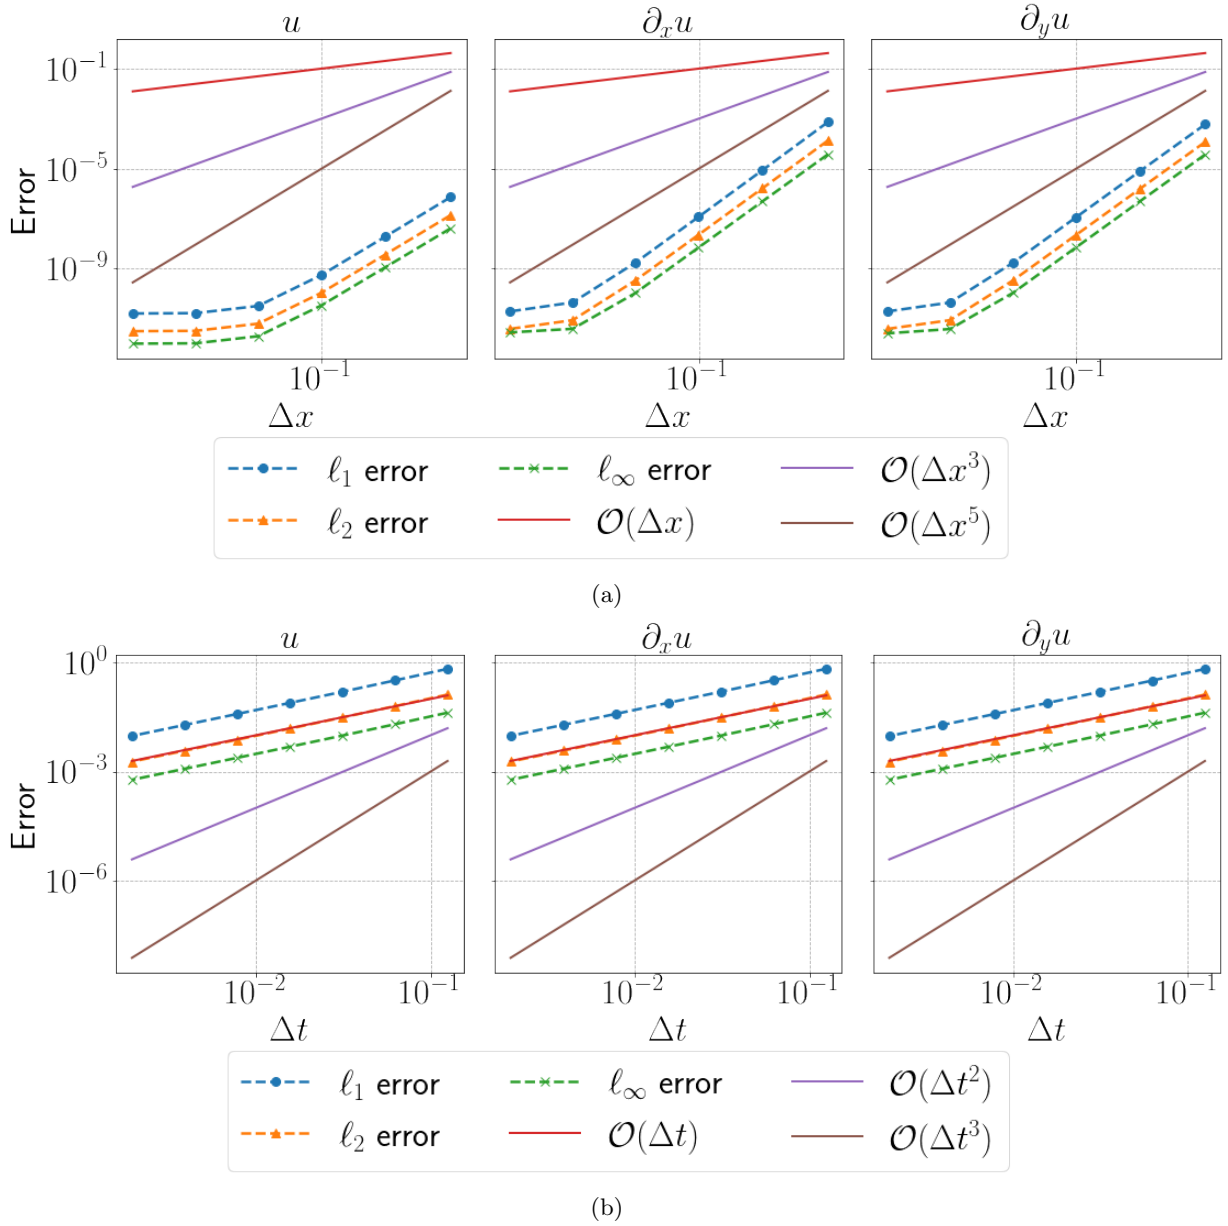 u ∂ₓu ∂ᵧu
Error
10⁻¹
10⁻⁵
10⁻⁹
10⁻¹ 10⁻¹ 10⁻¹
Δx Δx Δx
ℓ₁ error ℓ∞ error 𝒪(Δx³)
ℓ₂ error 𝒪(Δx) 𝒪(Δx⁵)
(a)
u ∂ₓu ∂ᵧu
Error
10⁰
10⁻³
10⁻⁶
10⁻² 10⁻¹ 10⁻² 10⁻¹ 10⁻² 10⁻¹
Δt Δt Δt
ℓ₁ error ℓ∞ error 𝒪(Δt²)
ℓ₂ error 𝒪(Δt) 𝒪(Δt³)
(b)